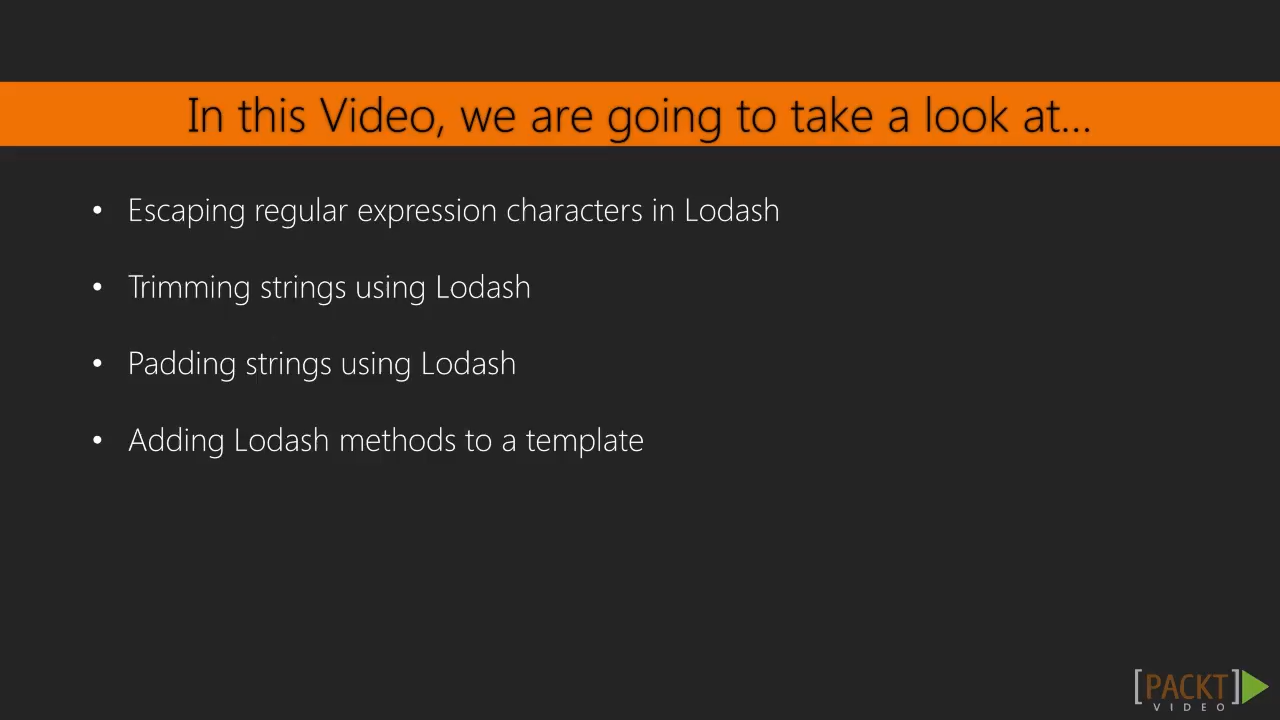 In this Video, we are going to take a look at...
• Escaping regular expression characters in Lodash
• Trimming strings using Lodash
• Padding strings using Lodash
• Adding Lodash methods to a template
[PACKT]
VIDEO